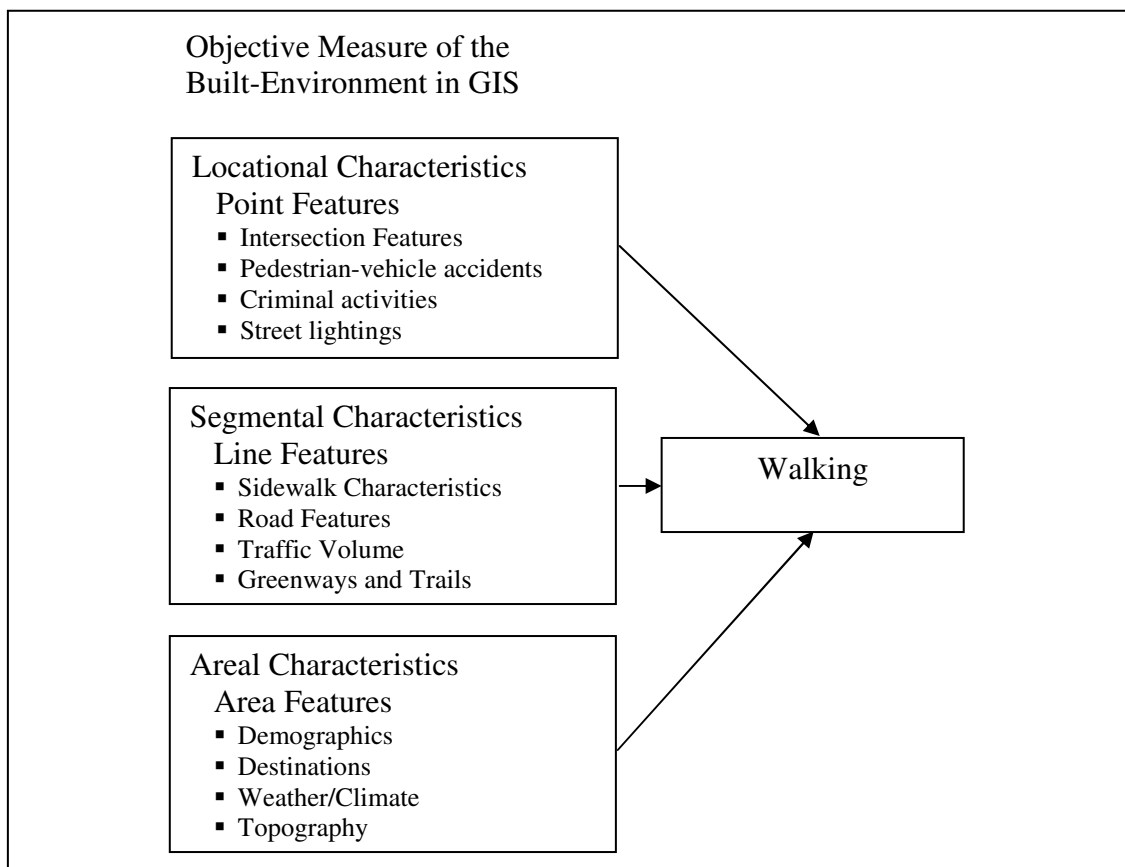 Objective Measure of the
Built-Environment in GIS
Locational Characteristics
Point Features
▪ Intersection Features
▪ Pedestrian-vehicle accidents
▪ Criminal activities
▪ Street lightings
Segmental Characteristics
Line Features
▪ Sidewalk Characteristics
▪ Road Features
▪ Traffic Volume
▪ Greenways and Trails
Walking
Areal Characteristics
Area Features
▪ Demographics
▪ Destinations
▪ Weather/Climate
▪ Topography